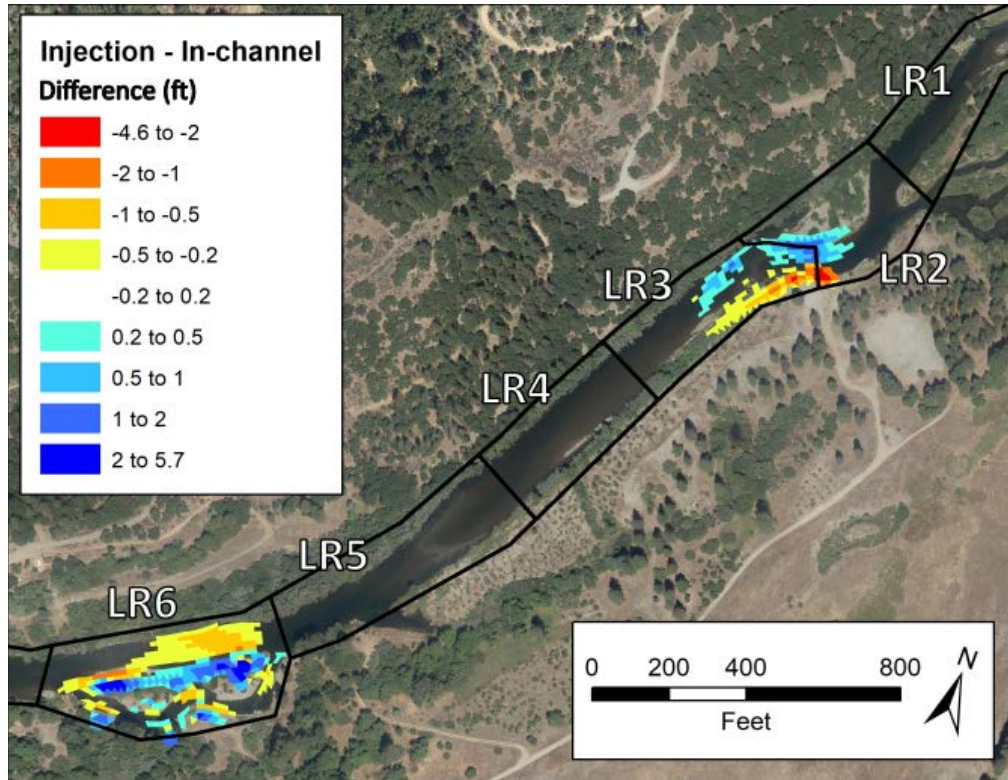 Injection - In-channel
Difference (ft)
-4.6 to -2
-2 to -1
-1 to -0.5
-0.5 to -0.2
-0.2 to 0.2
0.2 to 0.5
0.5 to 1
1 to 2
2 to 5.7
LR1
LR2
LR3
LR4
LR5
LR6
0 200 400 800
Feet
N